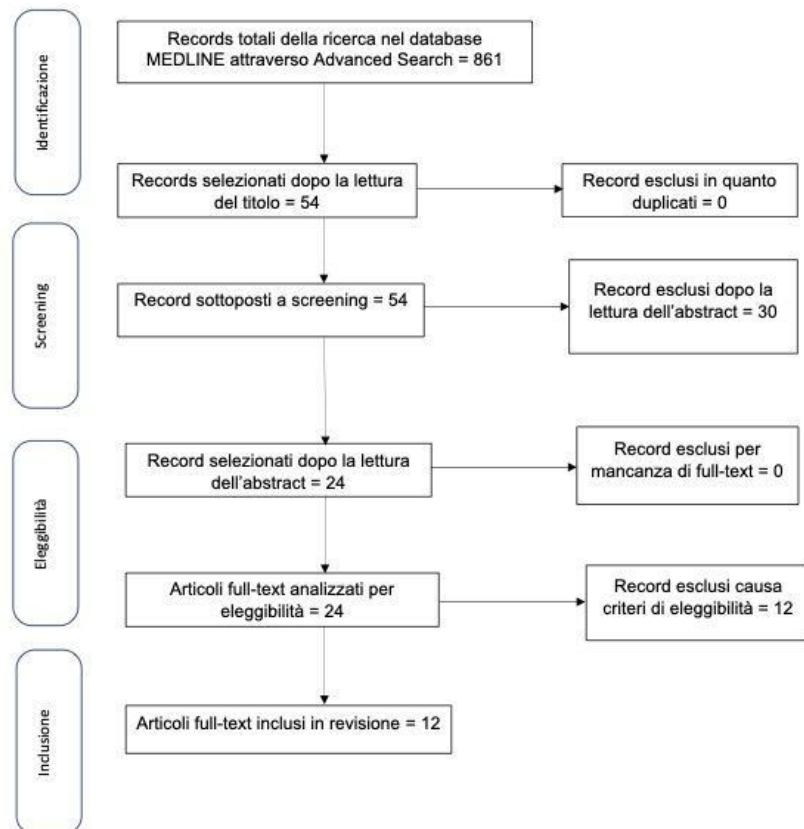 Identificazione
Records totali della ricerca nel database
MEDLINE attraverso Advanced Search = 861
Records selezionati dopo la lettura
del titolo = 54
Record esclusi in quanto
duplicati = 0
Screening
Record sottoposti a screening = 54
Record esclusi dopo la
lettura dell'abstract = 30
Eleggibilità
Record selezionati dopo la lettura
dell'abstract = 24
Record esclusi per
mancanza di full-text = 0
Articoli full-text analizzati per
eleggibilità = 24
Record esclusi causa
criteri di eleggibilità = 12
Inclusione
Articoli full-text inclusi in revisione = 12